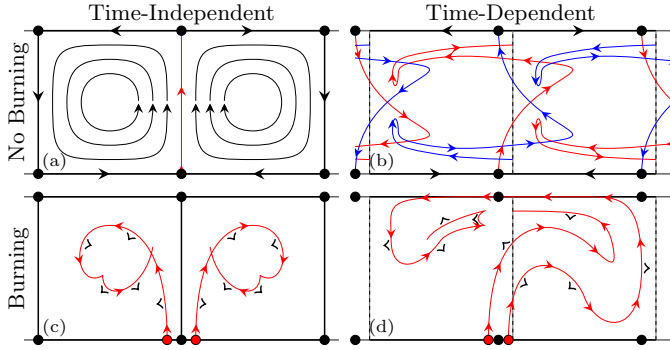 Time-Independent
Time-Dependent
No Burning
(a)
(b)
Burning
(c)
(d)